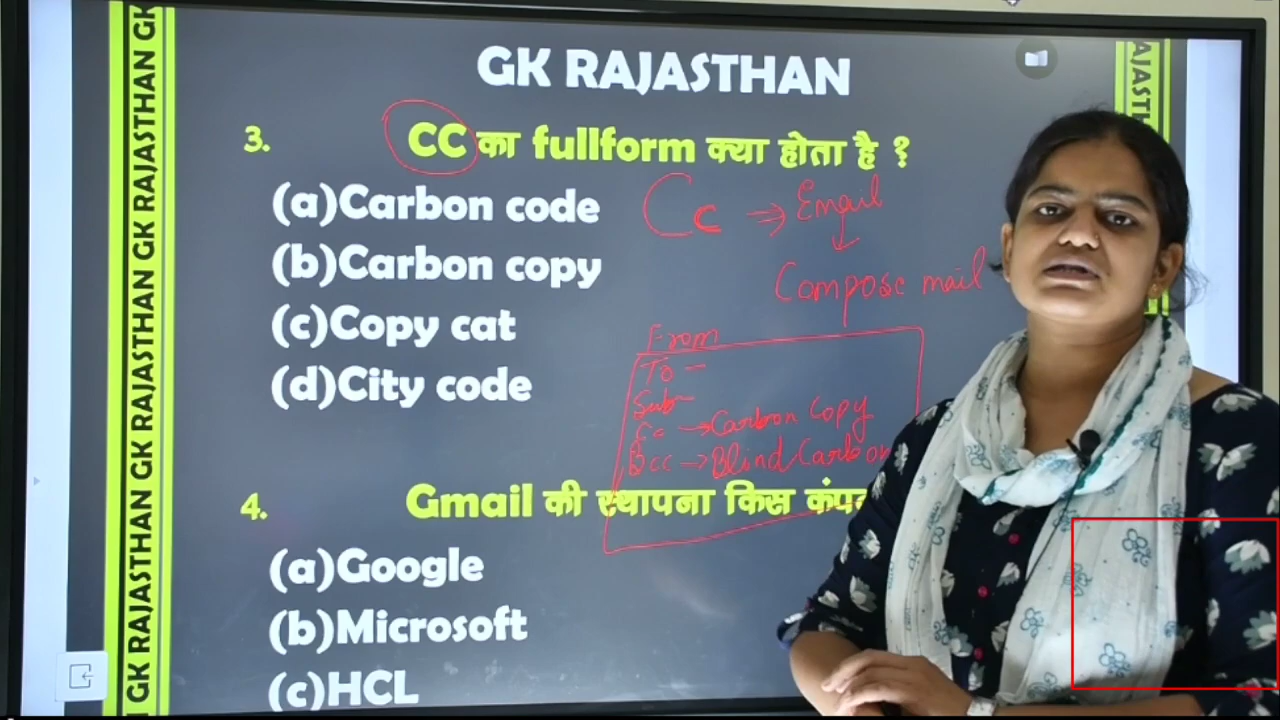 GK RAJASTHAN
3. CC का fullform क्या होता है ?
(a)Carbon code
(b)Carbon copy
(c)Copy cat
(d)City code
Cc ⇒ Email
↓
Compose mail
From
To -
Sub
Cc → Carbon Copy
Bcc → Blind Carbon
4. Gmail की स्थापना किस कंप
(a)Google
(b)Microsoft
(c)HCL
GK RAJASTHAN GK RAJASTHAN GK RAJASTHAN GK
AJASTH